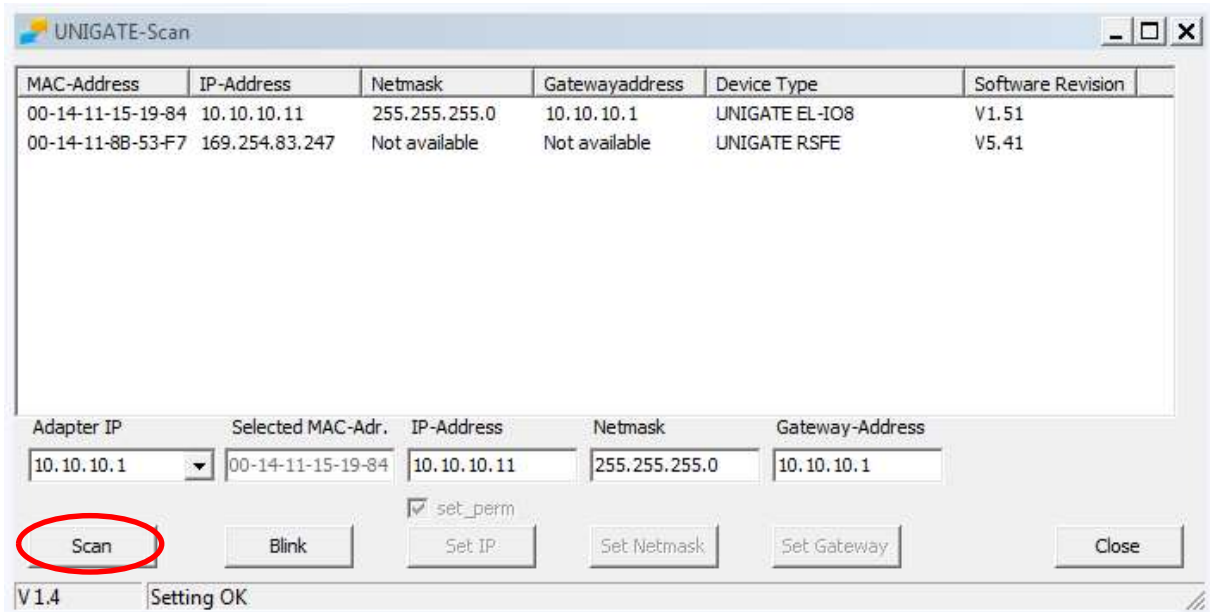 UNIGATE-Scan
MAC-Address IP-Address Netmask Gatewayaddress Device Type Software Revision
00-14-11-15-19-84 10.10.10.11 255.255.255.0 10.10.10.1 UNIGATE EL-IO8 V1.51
00-14-11-8B-53-F7 169.254.83.247 Not available Not available UNIGATE RSFE V5.41
Adapter IP Selected MAC-Adr. IP-Address Netmask Gateway-Address
10.10.10.1 00-14-11-15-19-84 10.10.10.11 255.255.255.0 10.10.10.1
set_perm
Scan Blink Set IP Set Netmask Set Gateway Close
V 1.4 Setting OK